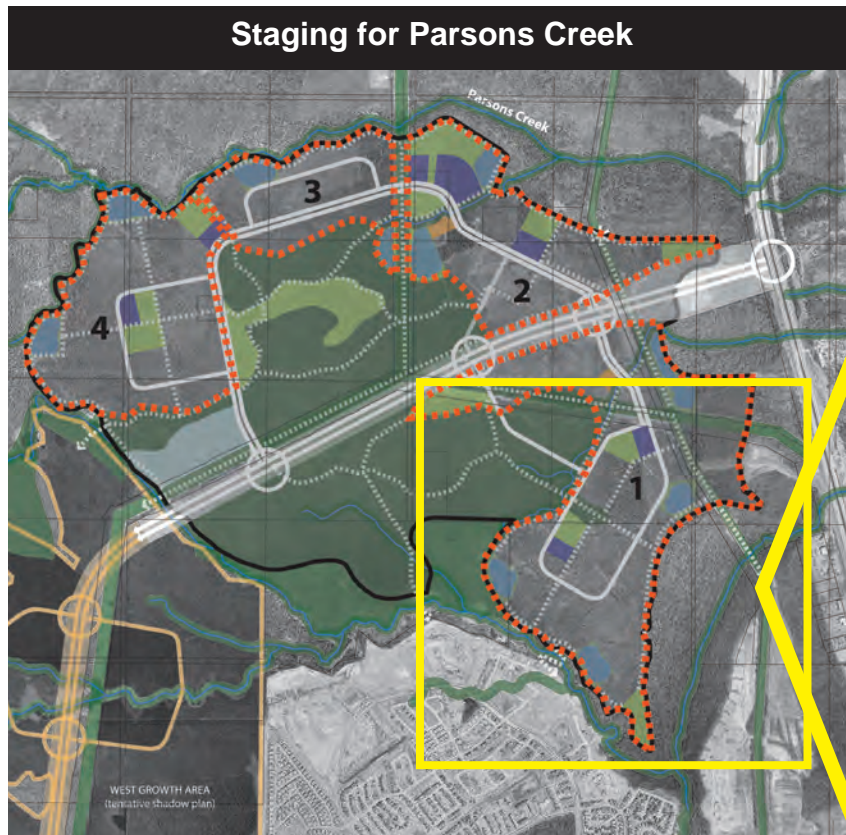 Staging for Parsons Creek
Parsons Creek
3
2
4
1
WEST GROWTH AREA
(tentative shadow plan)